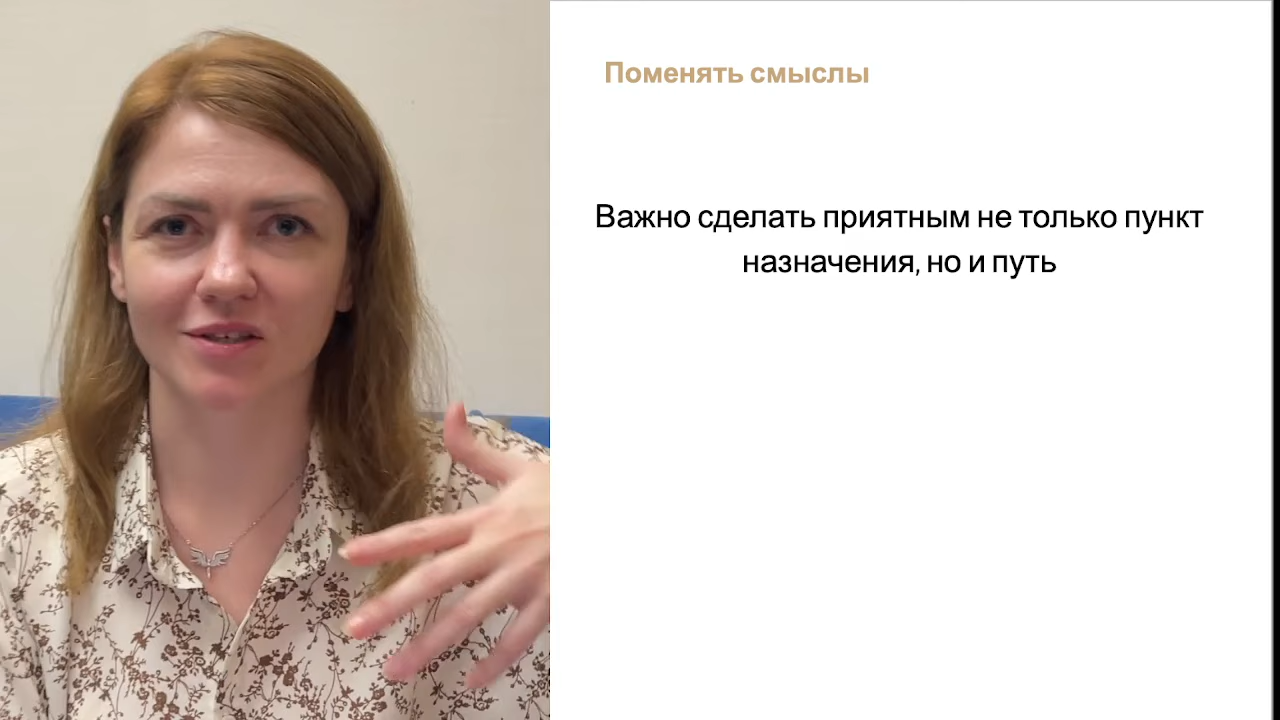 Поменять смыслы
Важно сделать приятным не только пункт
назначения, но и путь